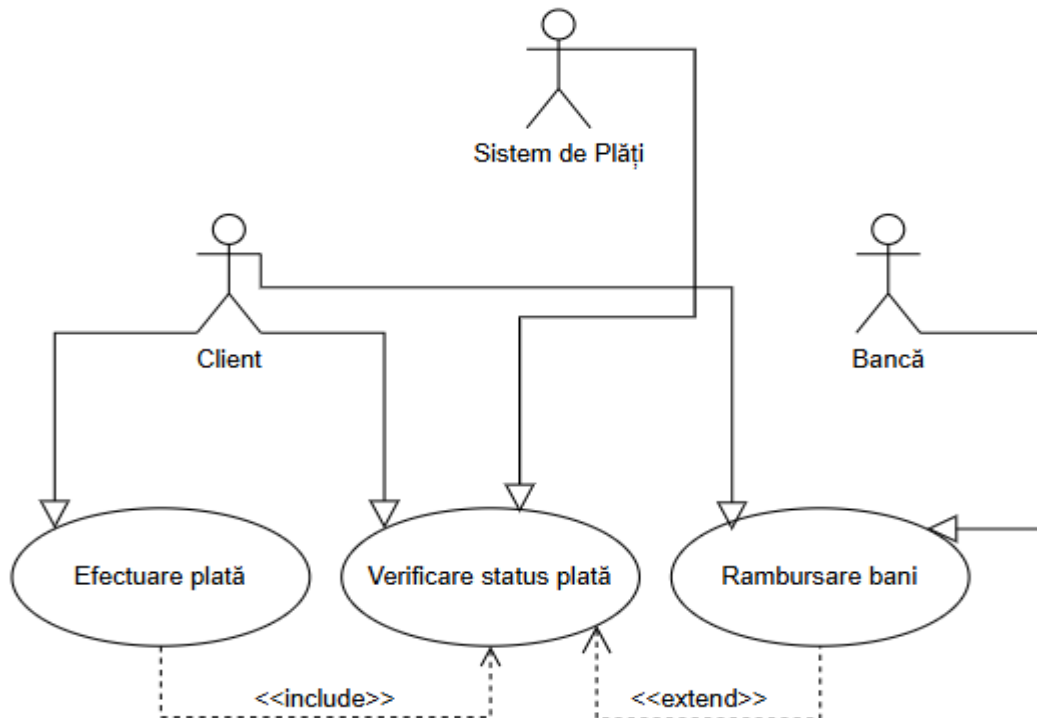 Sistem de Plăți
Client
Bancă
Efectuare plată
Verificare status plată
Rambursare bani
<<include>>
<<extend>>